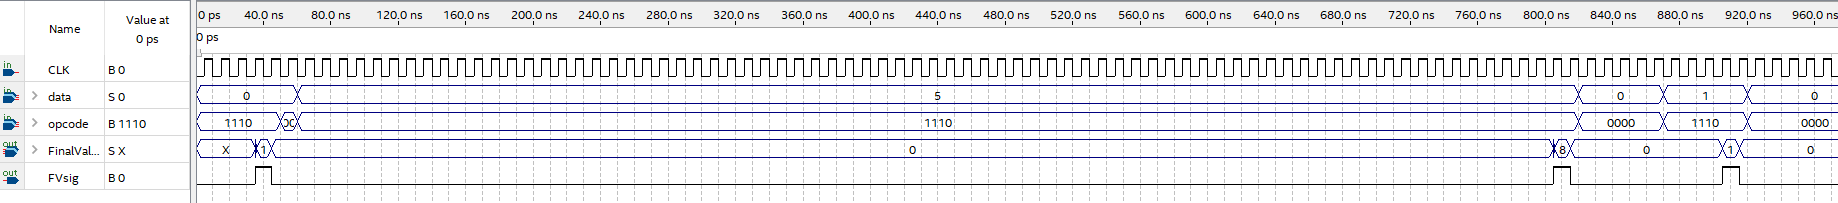 Name
Value at
0 ps
0 ps 40.0 ns 80.0 ns 120.0 ns 160.0 ns 200.0 ns 240.0 ns 280.0 ns 320.0 ns 360.0 ns 400.0 ns 440.0 ns 480.0 ns 520.0 ns 560.0 ns 600.0 ns 640.0 ns 680.0 ns 720.0 ns 760.0 ns 800.0 ns 840.0 ns 880.0 ns 920.0 ns 960.0 ns
0 ps
in CLK B 0
in data S 0 0 5 0 1 0
in opcode B 1110 1110 1110 0000 1110 0000
out FinalVal... S X X 1 0 8 0 1 0
out FVsig B 0